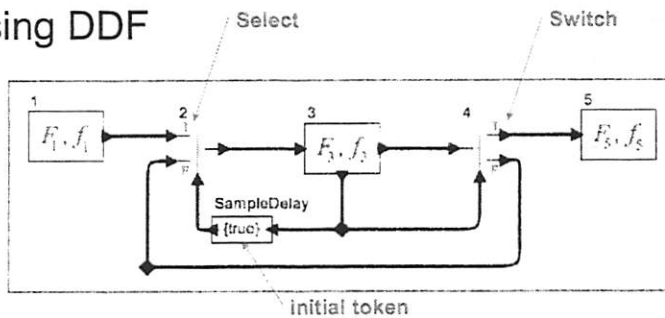 sing DDF
Select
Switch
1
2
3
4
5
F₁, f₁
T
F
F₃, f₃
T
F
F₅, f₅
SampleDelay
{true}
initial token